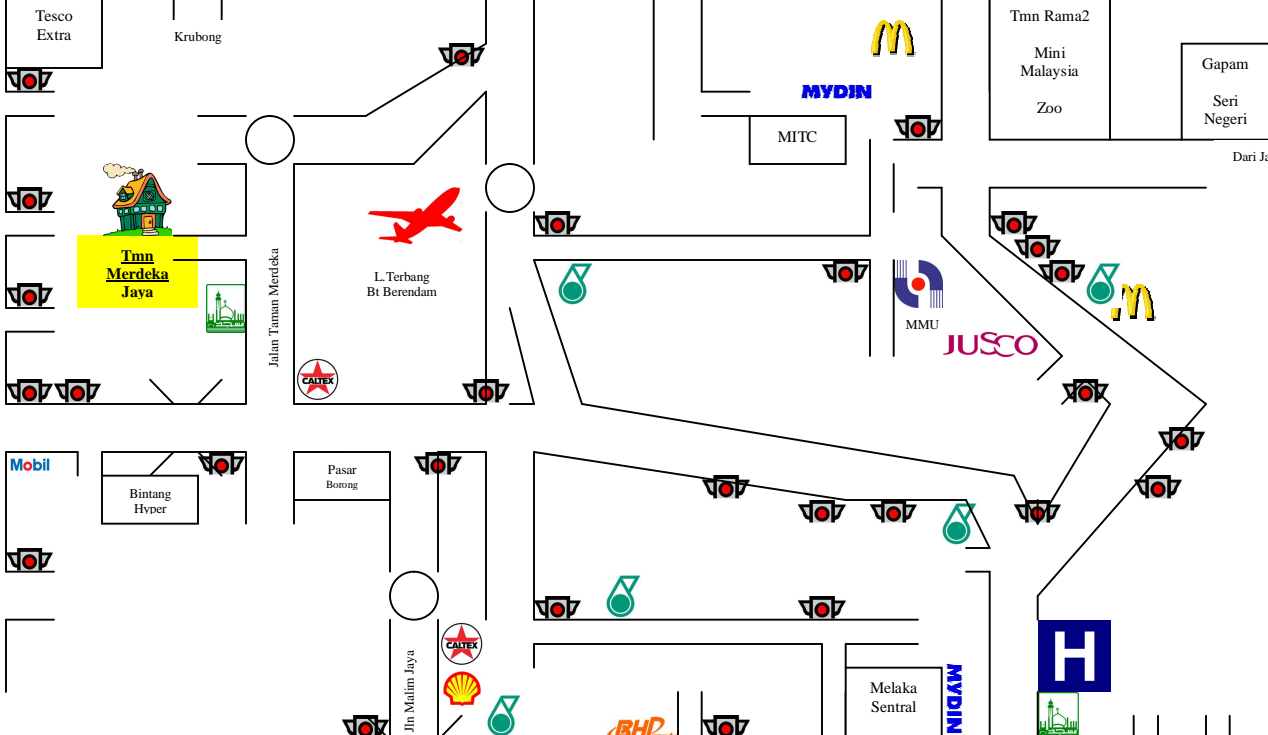 Tesco
Extra
Krubong
Tmn Rama2
Mini
Malaysia
Zoo
Gapam
Seri
Negeri
Dari Ja
MYDIN
MITC
Tmn
Merdeka
Jaya
Jalan Taman Merdeka
L.Terbang
Bt Berendam
MMU
JUSCO
CALTEX
Mobil
Bintang
Hyper
Pasar
Borong
CALTEX
Jln Malim Jaya
H
Melaka
Sentral
MYDIN
BHP